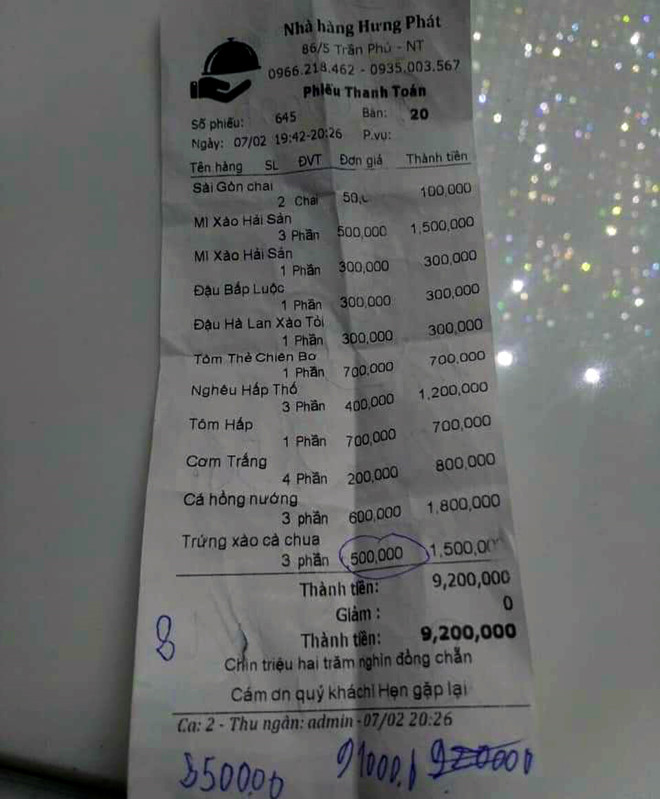 Nhà hàng Hưng Phát
86/5 Trần Phú - NT
0966.218.462 - 0935.003.567
Phiếu Thanh Toán
Số phiếu: 645 Bàn: 20
Ngày: 07/02 19:42-20:26 P.vụ:
Tên hàng SL ĐVT Đơn giá Thành tiền
Sài Gòn chai
2 Chai 50, 100,000
Mì Xào Hải Sản
3 Phần 500,000 1,500,000
Mì Xào Hải Sản
1 Phần 300,000 300,000
Đậu Bắp Luộc
1 Phần 300,000 300,000
Đậu Hà Lan Xào Tỏi
1 Phần 300,000 300,000
Tôm Thẻ Chiên Bơ
1 Phần 700,000 700,000
Nghêu Hấp Thố
3 Phần 400,000 1,200,000
Tôm Hấp
1 Phần 700,000 700,000
Cơm Trắng
4 Phần 200,000 800,000
Cá hồng nướng
3 phần 600,000 1,800,000
Trứng xào cà chua
3 phần 500,000 1,500,00
Thành tiền: 9,200,000
Giảm : 0
Thành tiền: 9,200,000
Chín triệu hai trăm nghìn đồng chẵn
Cám ơn quý khách! Hẹn gặp lại
Ca: 2 - Thu ngân: admin - 07/02 20:26